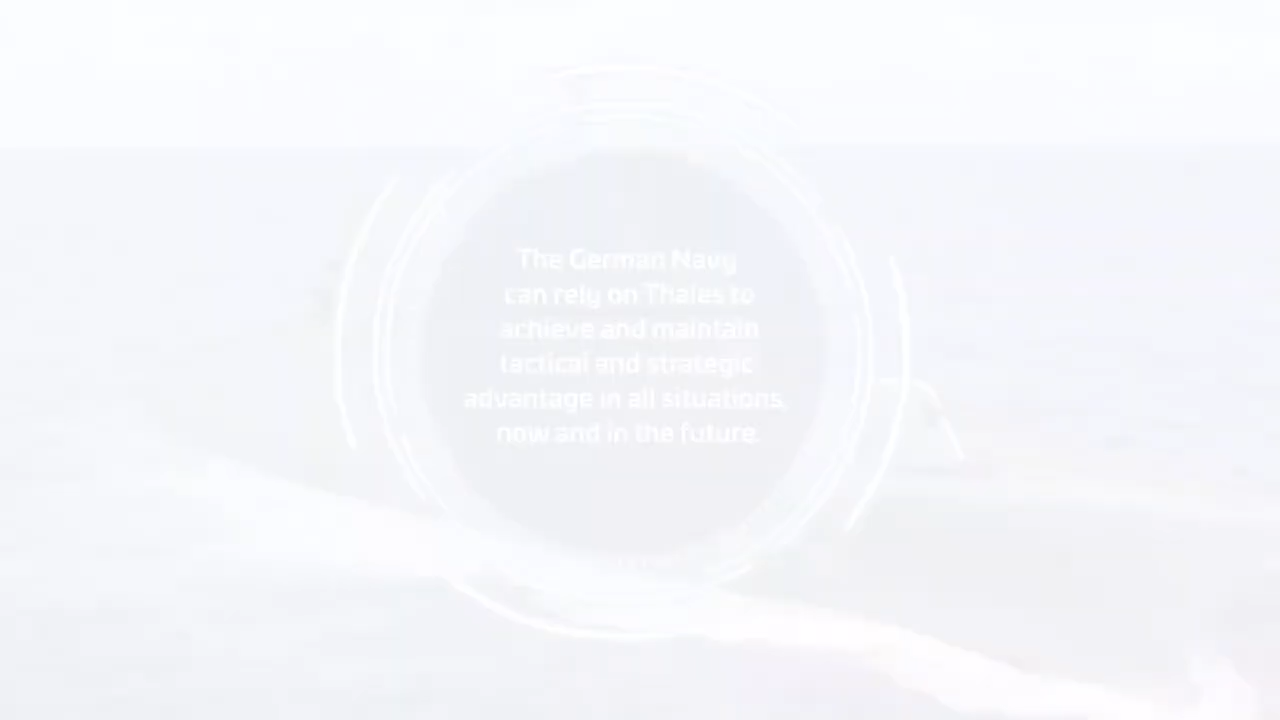 The German Navy
can rely on Thales to
achieve and maintain
tactical and strategic
advantage in all situations,
now and in the future.